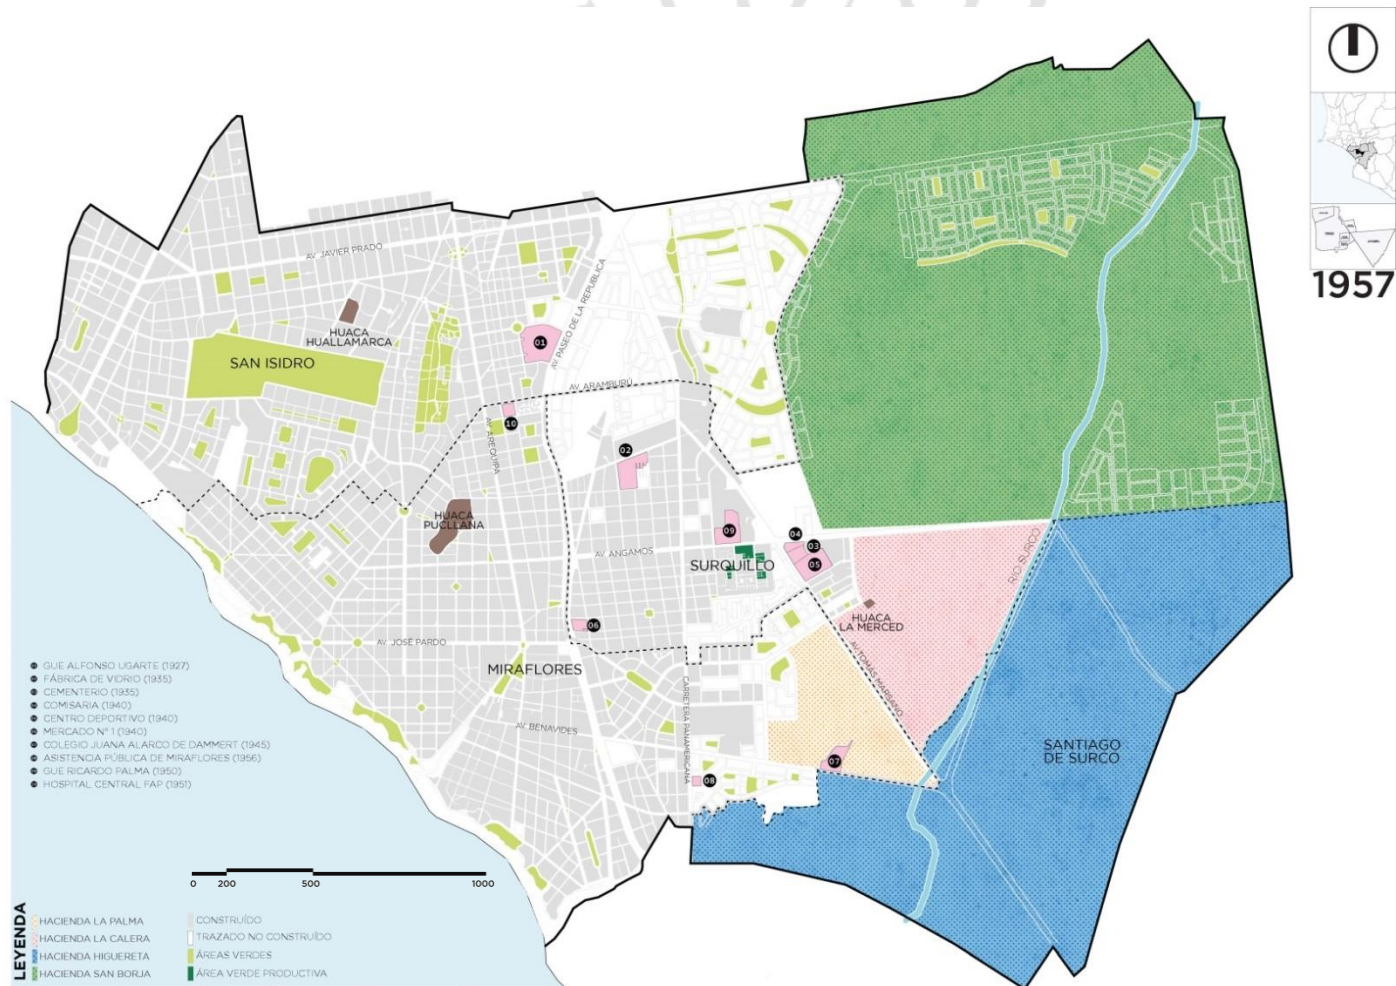 1957
AV. JAVIER PRADO
AV. PASEO DE LA REPUBLICA
HUACA
HUALLAMARCA
SAN ISIDRO
01
AV. ARAMBURÚ
10
AV. AREQUIPA
02
HUACA
PUCLLANA
09
04
03
05
AV. ANGAMOS
SURQUILLO
RÍO SURCO
HUACA
LA MERCED
06
AV. JOSÉ PARDO
MIRAFLORES
AV. TOMÁS MARSANO
CARRETERA PANAMERICANA
AV. BENAVIDES
07
08
SANTIAGO
DE SURCO
GUE ALFONSO UGARTE (1927)
FÁBRICA DE VIDRIO (1935)
CEMENTERIO (1935)
COMISARIA (1940)
CENTRO DEPORTIVO (1940)
MERCADO N° 1 (1940)
COLEGIO JUANA ALARCO DE DAMMERT (1945)
ASISTENCIA PÚBLICA DE MIRAFLORES (1956)
GUE RICARDO PALMA (1950)
HOSPITAL CENTRAL FAP (1951)
0 200 500 1000
LEYENDA
HACIENDA LA PALMA
HACIENDA LA CALERA
HACIENDA HIGUERETA
HACIENDA SAN BORJA
CONSTRUÍDO
TRAZADO NO CONSTRUÍDO
ÁREAS VERDES
ÁREA VERDE PRODUCTIVA